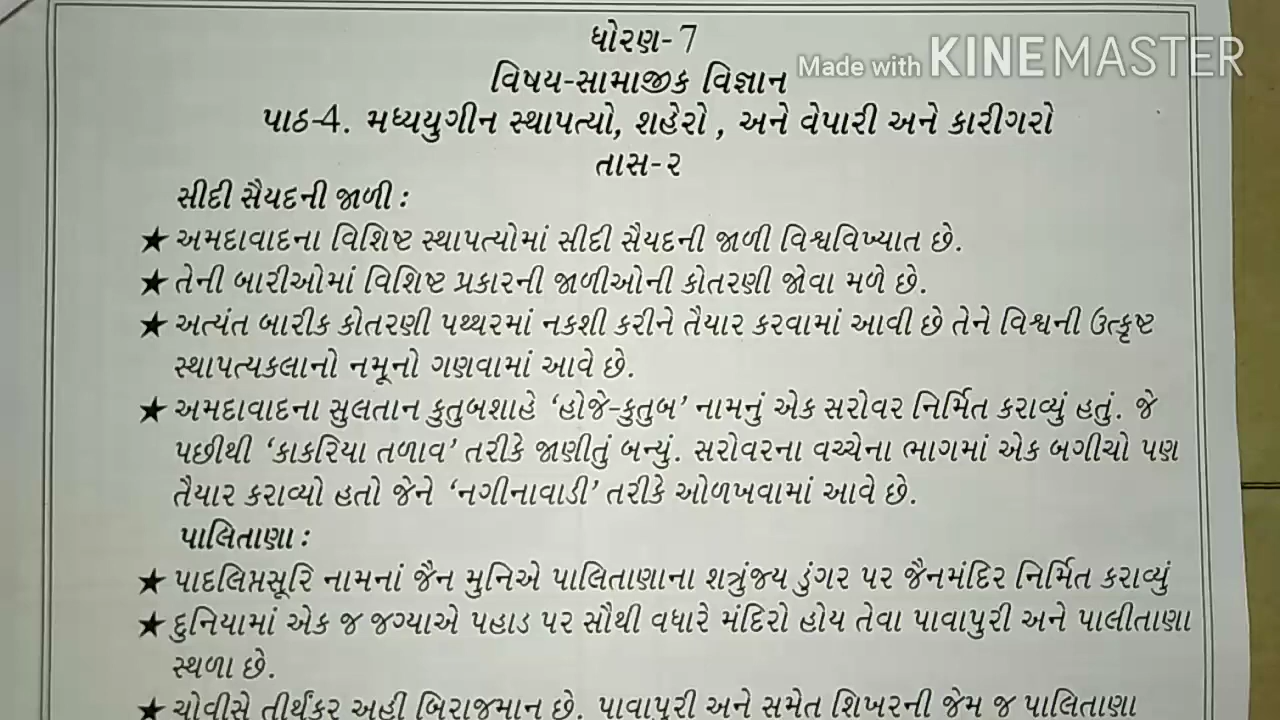 ધોરણ-7
Made with KINEMASTER
વિષય-સામાજીક વિજ્ઞાન
પાઠ-4. મધ્યયુગીન સ્થાપત્યો, શહેરો , અને વેપારી અને કારીગરો
તાસ-૨
સીદી સૈયદની જાળી :
★ અમદાવાદના વિશિષ્ટ સ્થાપત્યોમાં સીદી સૈયદની જાળી વિશ્વવિખ્યાત છે.
★ તેની બારીઓમાં વિશિષ્ટ પ્રકારની જાળીઓની કોતરણી જોવા મળે છે.
★ અત્યંત બારીક કોતરણી પથ્થરમાં નકશી કરીને તૈયાર કરવામાં આવી છે તેને વિશ્વની ઉત્કૃષ્ટ
સ્થાપત્યકલાનો નમૂનો ગણવામાં આવે છે.
★ અમદાવાદના સુલતાન કુતુબશાહે ‘હોજે-કુતુબ’ નામનું એક સરોવર નિર્મિત કરાવ્યું હતું. જે
પછીથી ‘કાકરિયા તળાવ’ તરીકે જાણીતું બન્યું. સરોવરના વચ્ચેના ભાગમાં એક બગીચો પણ
તૈયાર કરાવ્યો હતો જેને ‘નગીનાવાડી’ તરીકે ઓળખવામાં આવે છે.
પાલિતાણા :
★ પાદલિપ્તસૂરિ નામનાં જૈન મુનિએ પાલિતાણાના શત્રુંજ્ય ડુંગર પર જૈનમંદિર નિર્મિત કરાવ્યું
★ દુનિયામાં એક જ જગ્યાએ પહાડ પર સૌથી વધારે મંદિરો હોય તેવા પાવાપુરી અને પાલીતાણા
સ્થળા છે.
★ ચોવીસે તીર્થંકર અહી બિરાજમાન છે. પાવાપુરી અને સમેત શિખરની જેમ જ પાલિતાણા